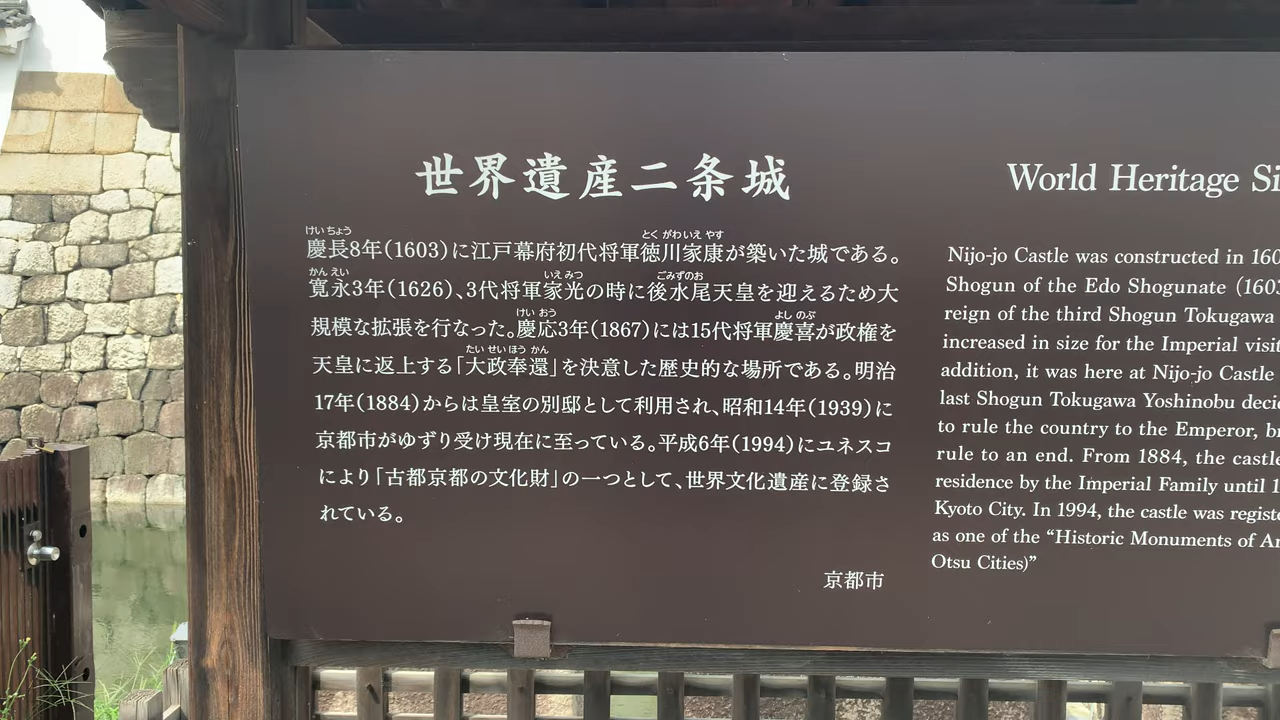 世界遺産二条城
けいちょう
とくがわいえやす
慶長8年(1603)に江戸幕府初代将軍徳川家康が築いた城である。
かんえい
いえみつ
ごみずのお
寛永3年(1626)、3代将軍家光の時に後水尾天皇を迎えるため大
けいおう
よしのぶ
規模な拡張を行なった。慶応3年(1867)には15代将軍慶喜が政権を
たいせいほうかん
天皇に返上する「大政奉還」を決意した歴史的な場所である。明治
17年(1884)からは皇室の別邸として利用され、昭和14年(1939)に
京都市がゆずり受け現在に至っている。平成6年(1994)にユネスコ
により「古都京都の文化財」の一つとして、世界文化遺産に登録さ
れている。
京都市
World Heritage
Nijo-jo Castle was constructed in
Shogun of the Edo Shogunate
reign of the third Shogun Tokugawa
increased in size for the Imperial
addition, it was here at Nijo-jo Castle
last Shogun Tokugawa Yoshinobu
to rule the country to the Emperor,
rule to an end. From 1884, the
residence by the Imperial Family until
Kyoto City. In 1994, the castle was
as one of the “Historic Monuments of
Otsu Cities)”